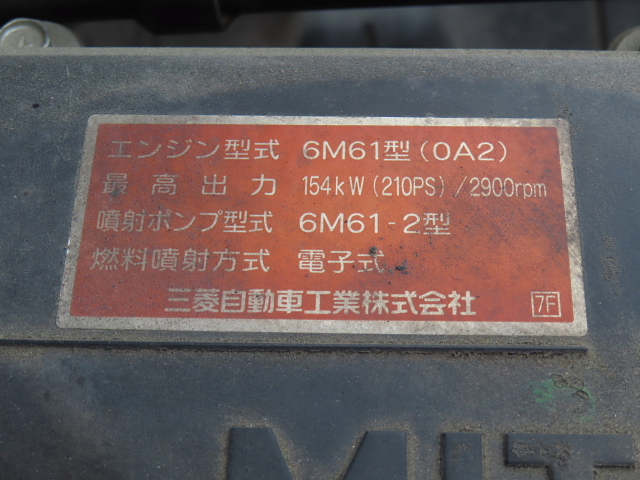 エンジン型式 6M61型(0A2)
最高出力 154kW(210PS)/2900rpm
噴射ポンプ型式 6M61-2型
燃料噴射方式 電子式
三菱自動車工業株式会社 7F
MIT